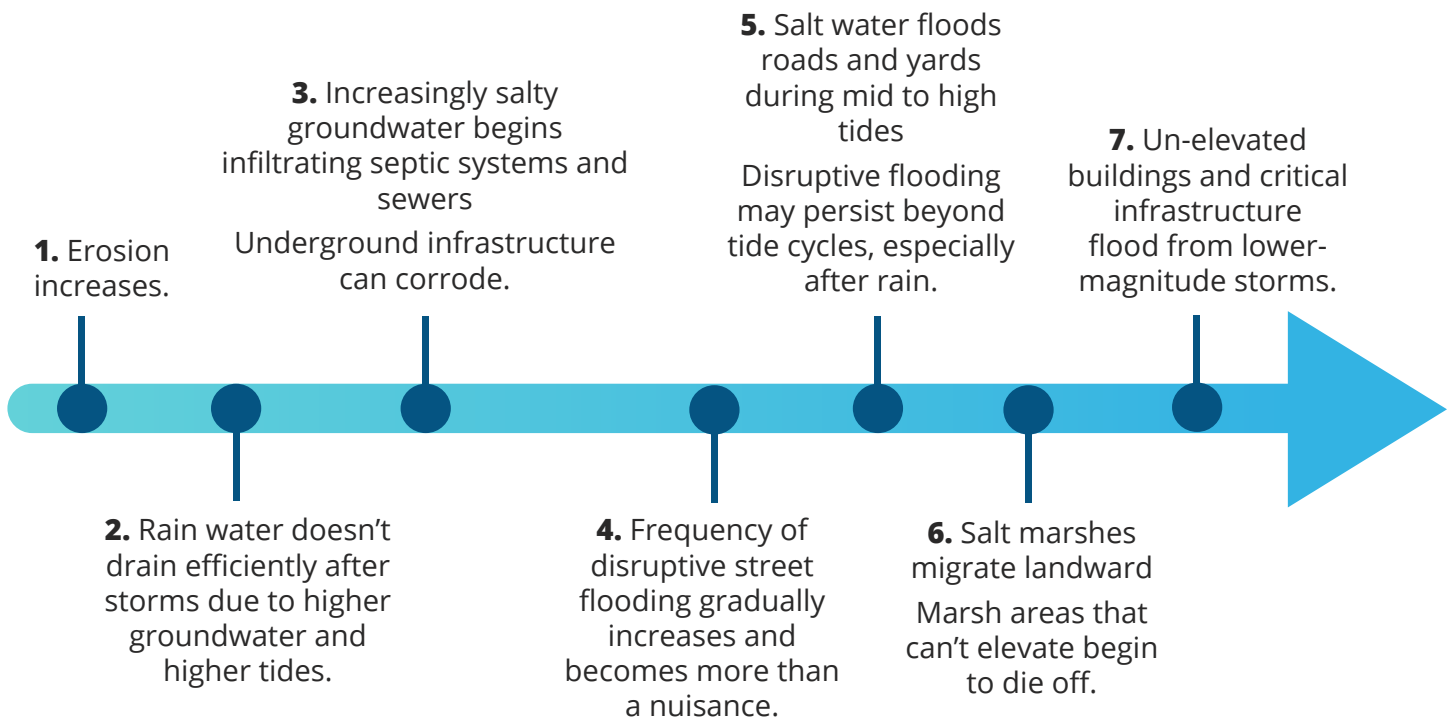 1. Erosion
increases.
2. Rain water doesn’t
drain efficiently after
storms due to higher
groundwater and
higher tides.
3. Increasingly salty
groundwater begins
infiltrating septic systems and
sewers
Underground infrastructure
can corrode.
4. Frequency of
disruptive street
flooding gradually
increases and
becomes more than
a nuisance.
5. Salt water floods
roads and yards
during mid to high
tides
Disruptive flooding
may persist beyond
tide cycles, especially
after rain.
6. Salt marshes
migrate landward
Marsh areas that
can’t elevate begin
to die off.
7. Un-elevated
buildings and critical
infrastructure
flood from lower-
magnitude storms.